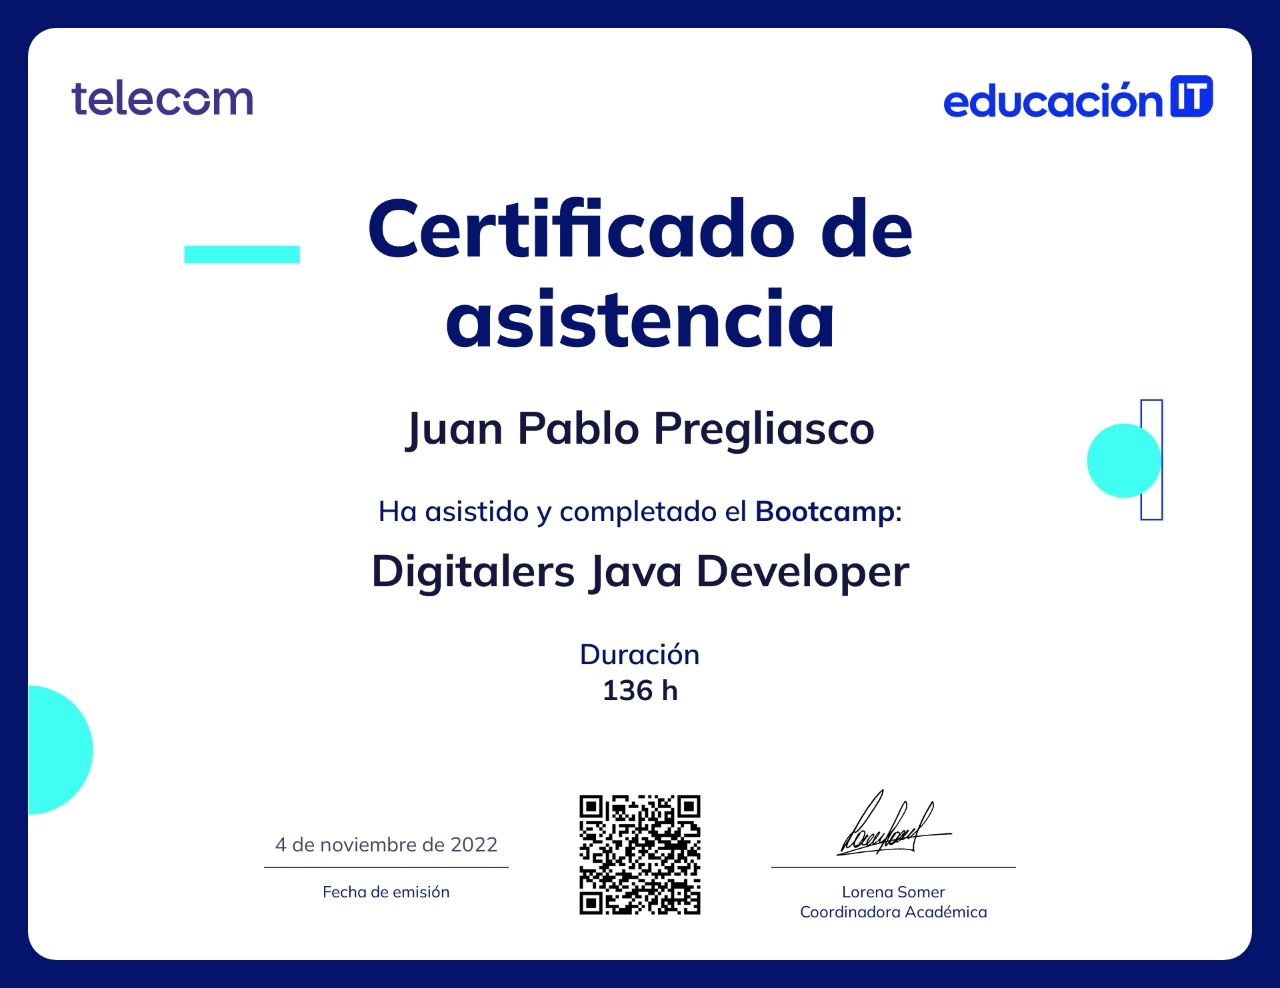 telecom
educación IT
Certificado de
asistencia
Juan Pablo Pregliasco
Ha asistido y completado el Bootcamp:
Digitalers Java Developer
Duración
136 h
4 de noviembre de 2022
Fecha de emisión
Lorena Somer
Coordinadora Académica